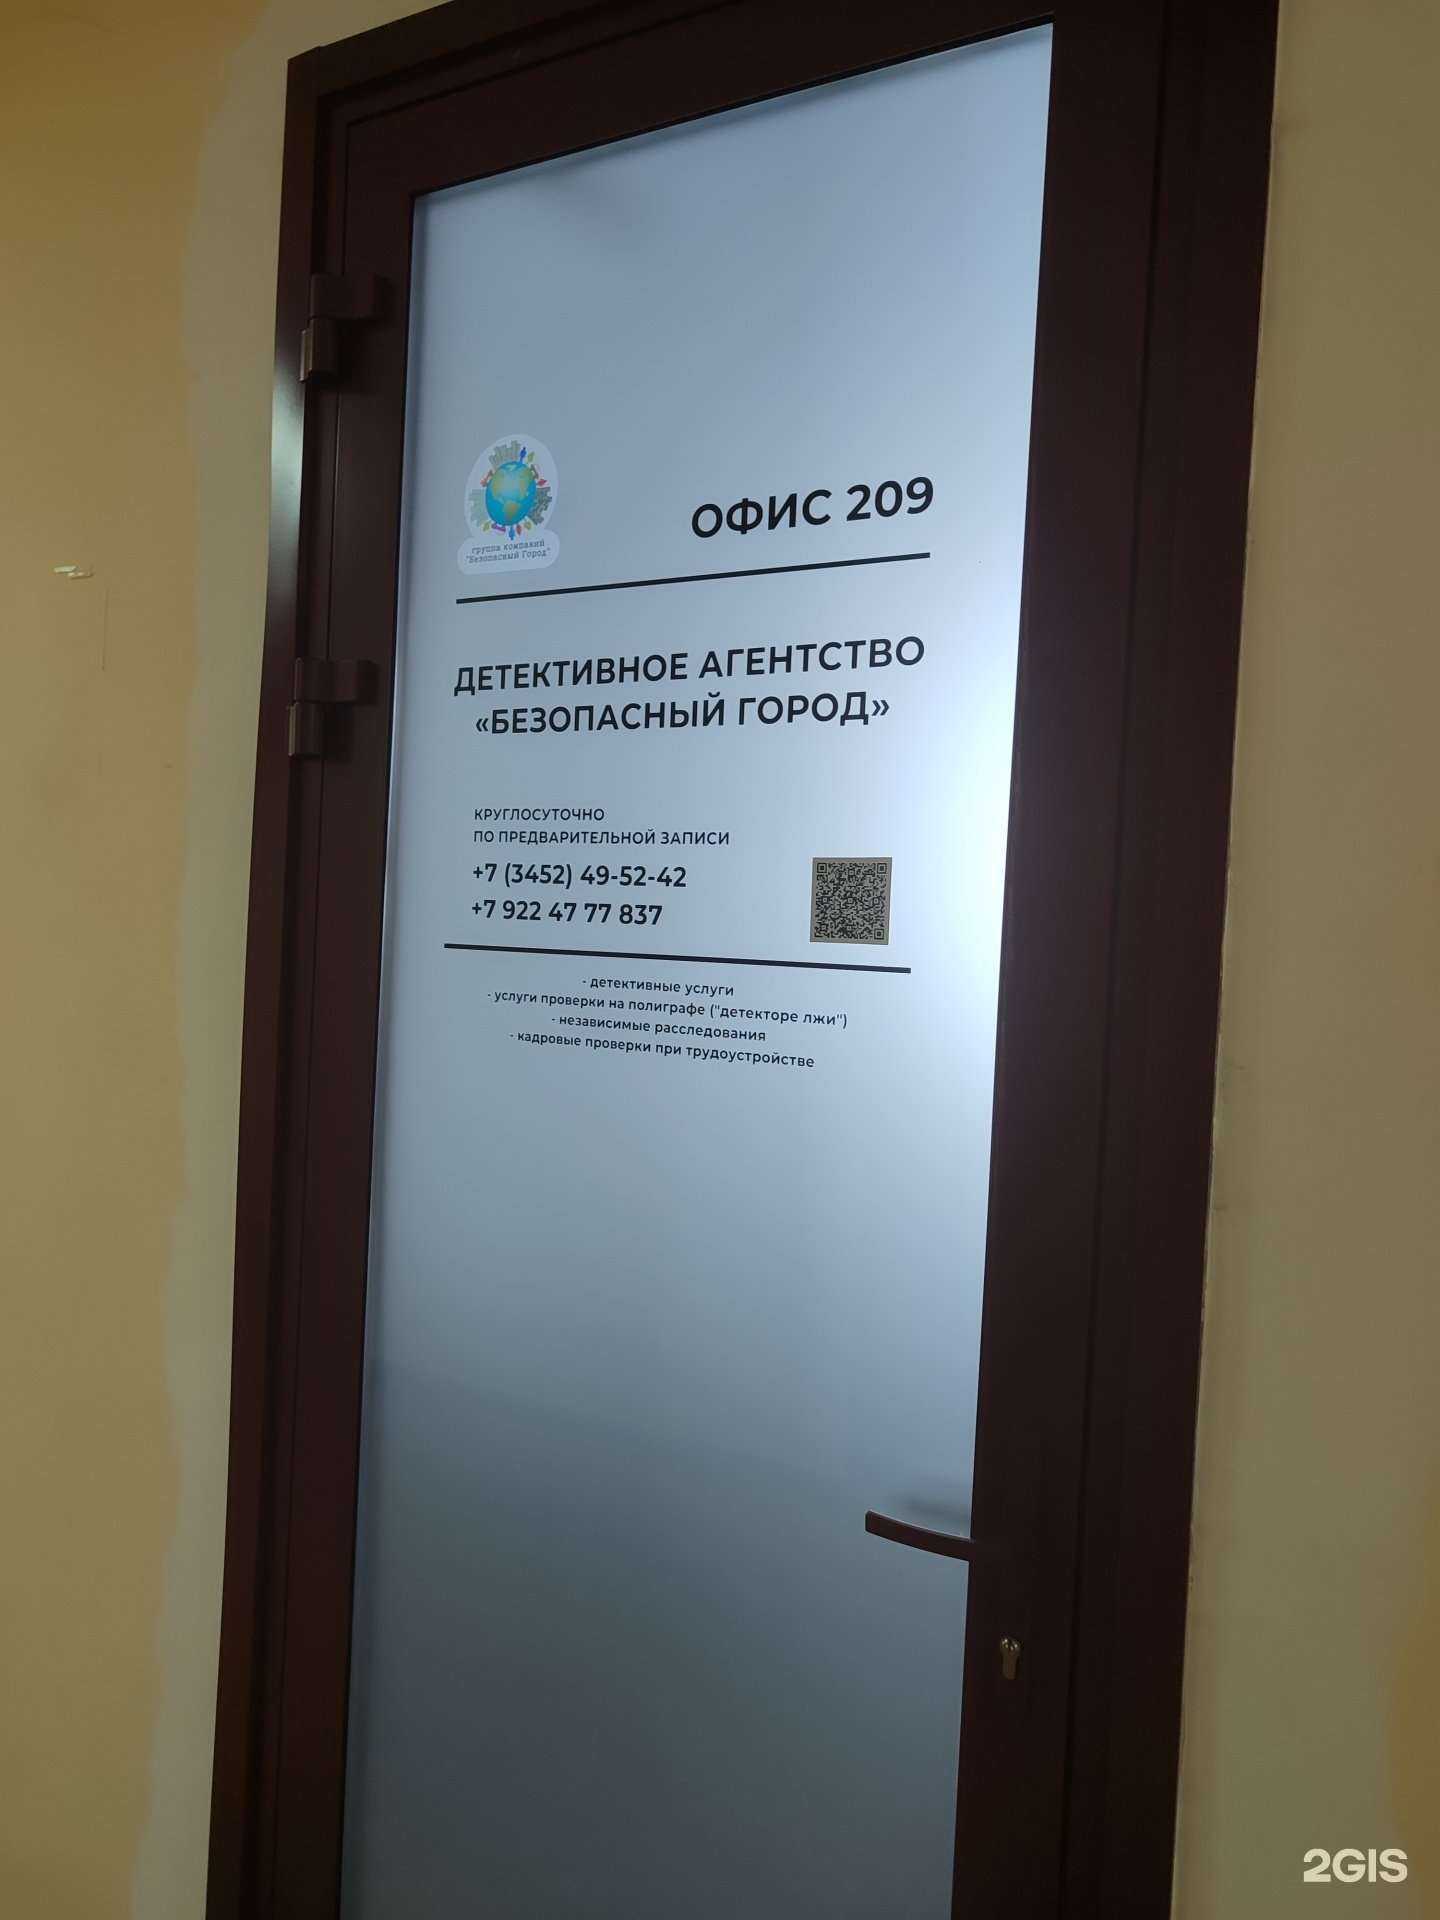 группа компаний
"Безопасный Город"
ОФИС 209
ДЕТЕКТИВНОЕ АГЕНТСТВО
«БЕЗОПАСНЫЙ ГОРОД»
КРУГЛОСУТОЧНО
ПО ПРЕДВАРИТЕЛЬНОЙ ЗАПИСИ
+7 (3452) 49-52-42
+7 922 47 77 837
- детективные услуги
- услуги проверки на полиграфе ("детекторе лжи")
- независимые расследования
- кадровые проверки при трудоустройстве
2GIS